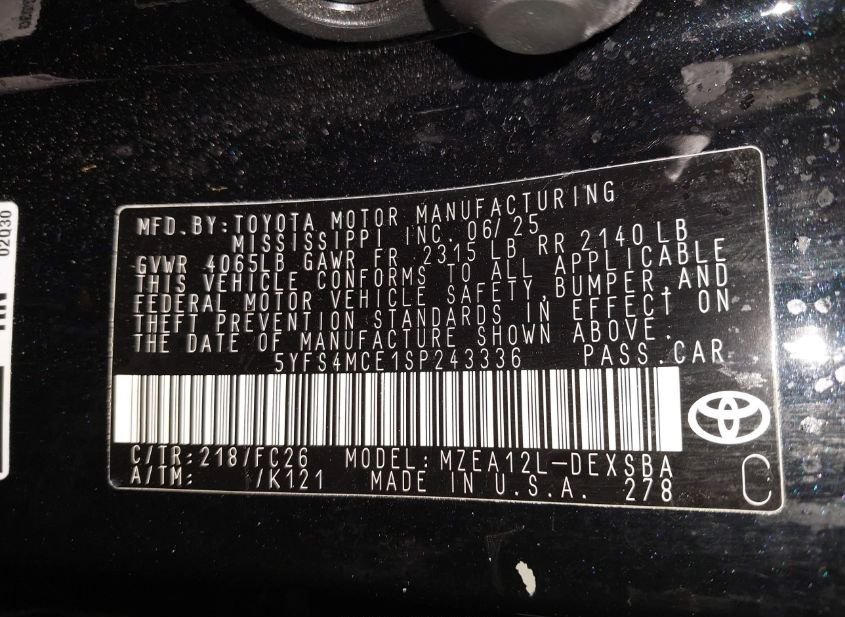 MFD. BY: TOYOTA MOTOR MANUFACTURING
MISSISSIPPI INC. 06/25
GVWR 4065LB GAWR FR 2315 LB RR 2140 LB
THIS VEHICLE CONFORMS TO ALL APPLICABLE
FEDERAL MOTOR VEHICLE SAFETY, BUMPER, AND
THEFT PREVENTION STANDARDS IN EFFECT ON
THE DATE OF MANUFACTURE SHOWN ABOVE.
5YFS4MCE1SP243336 PASS. CAR
C/TR: 218/FC26 MODEL: MZEA12L-DEXSBA
A/TM: /K121 MADE IN U.S.A. 278
C
02030